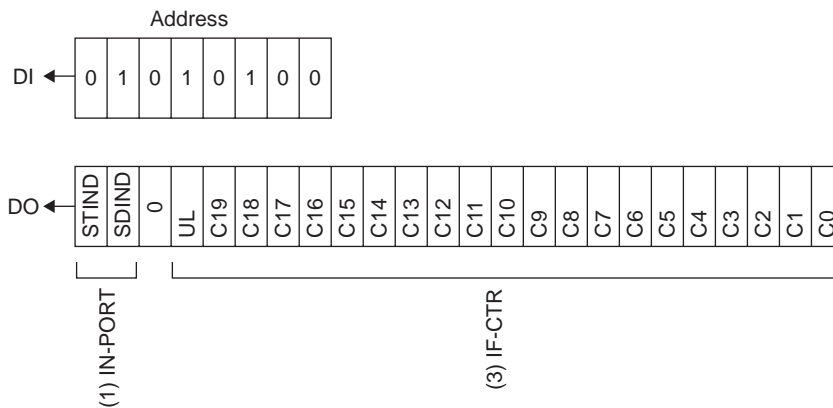 Address
DI 0 1 0 1 0 1 0 0
DO STIND SDIND 0 UL C19 C18 C17 C16 C15 C14 C13 C12 C11 C10 C9 C8 C7 C6 C5 C4 C3 C2 C1 C0
(1) IN-PORT
(3) IF-CTR